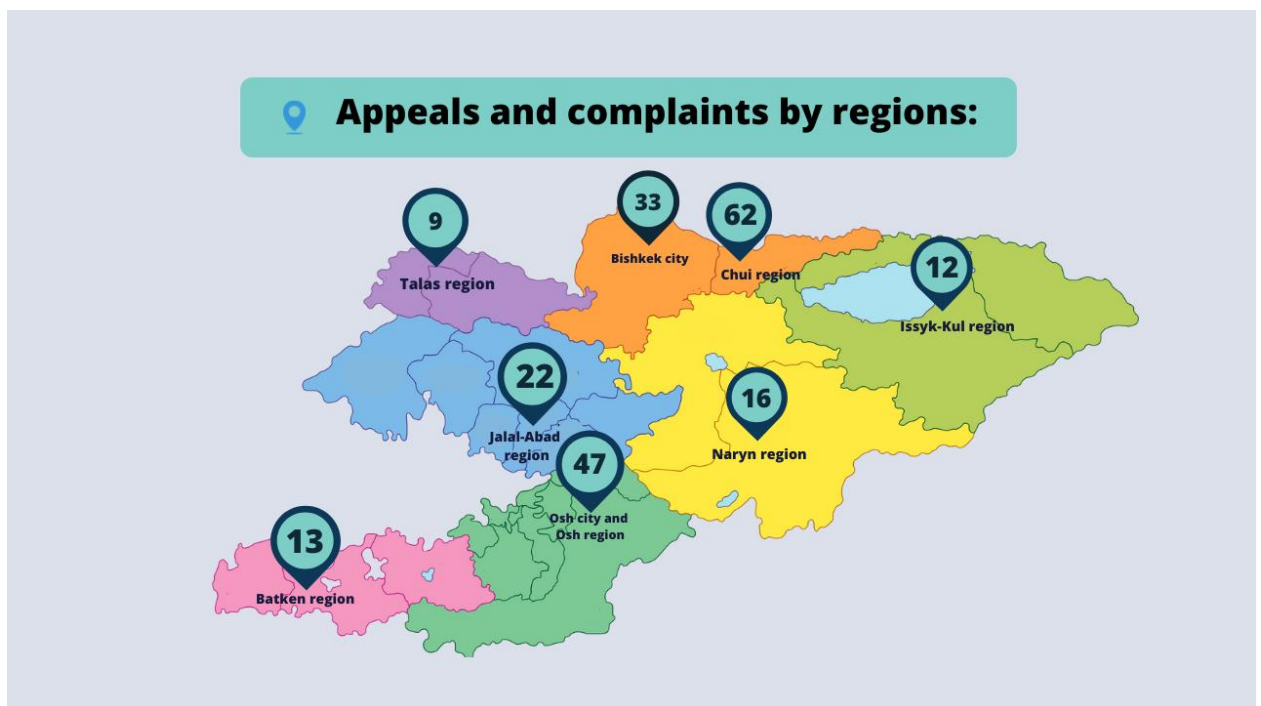 Appeals and complaints by regions:
9
Talas region
33
Bishkek city
62
Chui region
12
Issyk-Kul region
22
Jalal-Abad
region
16
Naryn region
47
Osh city and
Osh region
13
Batken region